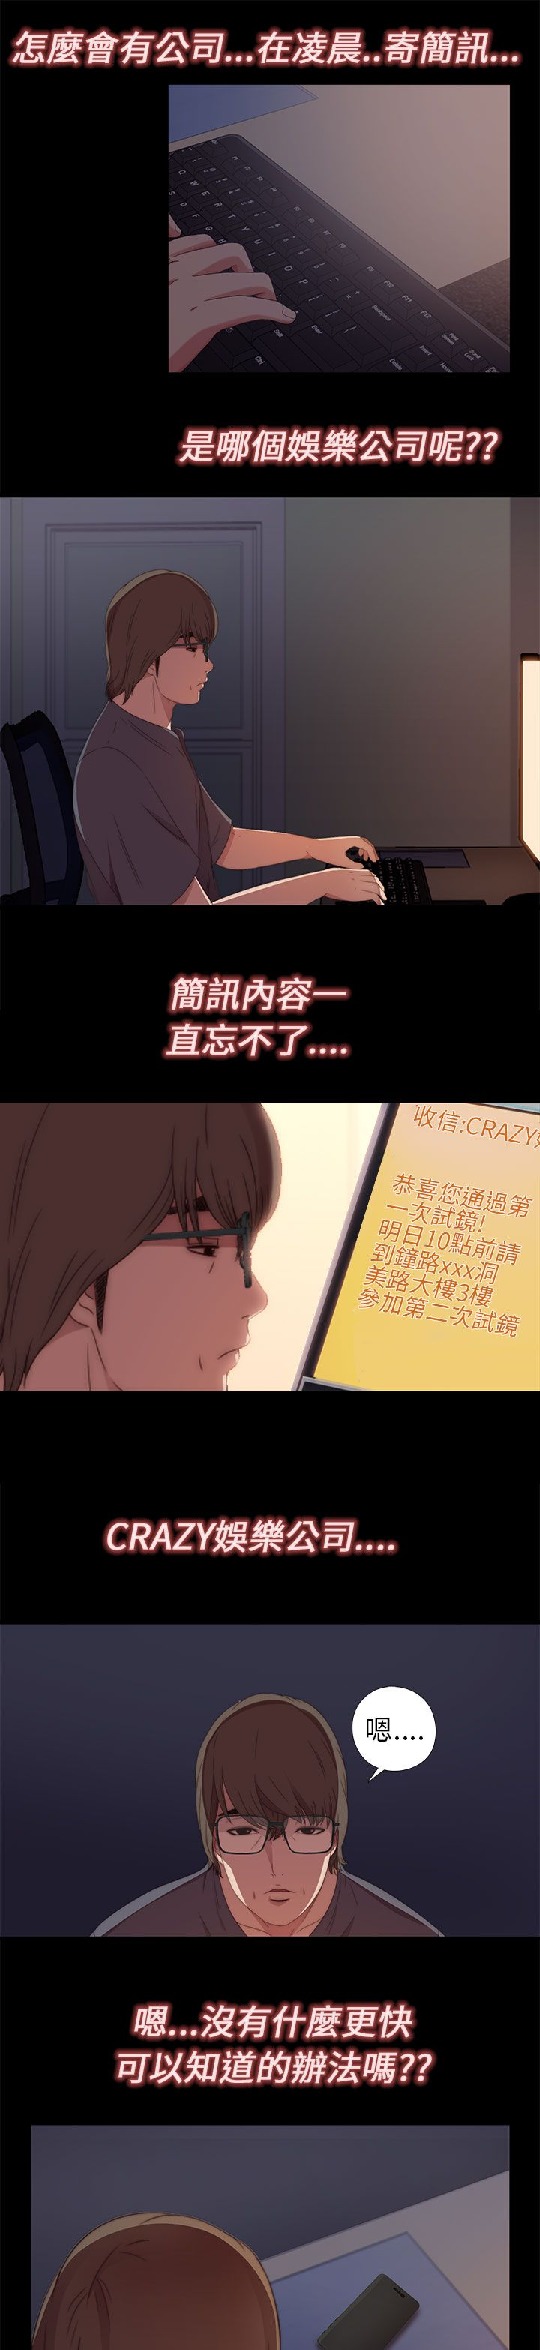 怎麼會有公司...在凌晨..寄簡訊...
是哪個娛樂公司呢??
簡訊內容一
直忘不了....
收信:CRAZY
恭喜您通過第
一次試鏡!
明日10點前請
到鐘路xxx洞
美路大樓3樓
參加第二次試鏡
CRAZY娛樂公司....
嗯....
嗯...沒有什麼更快
可以知道的辦法嗎??